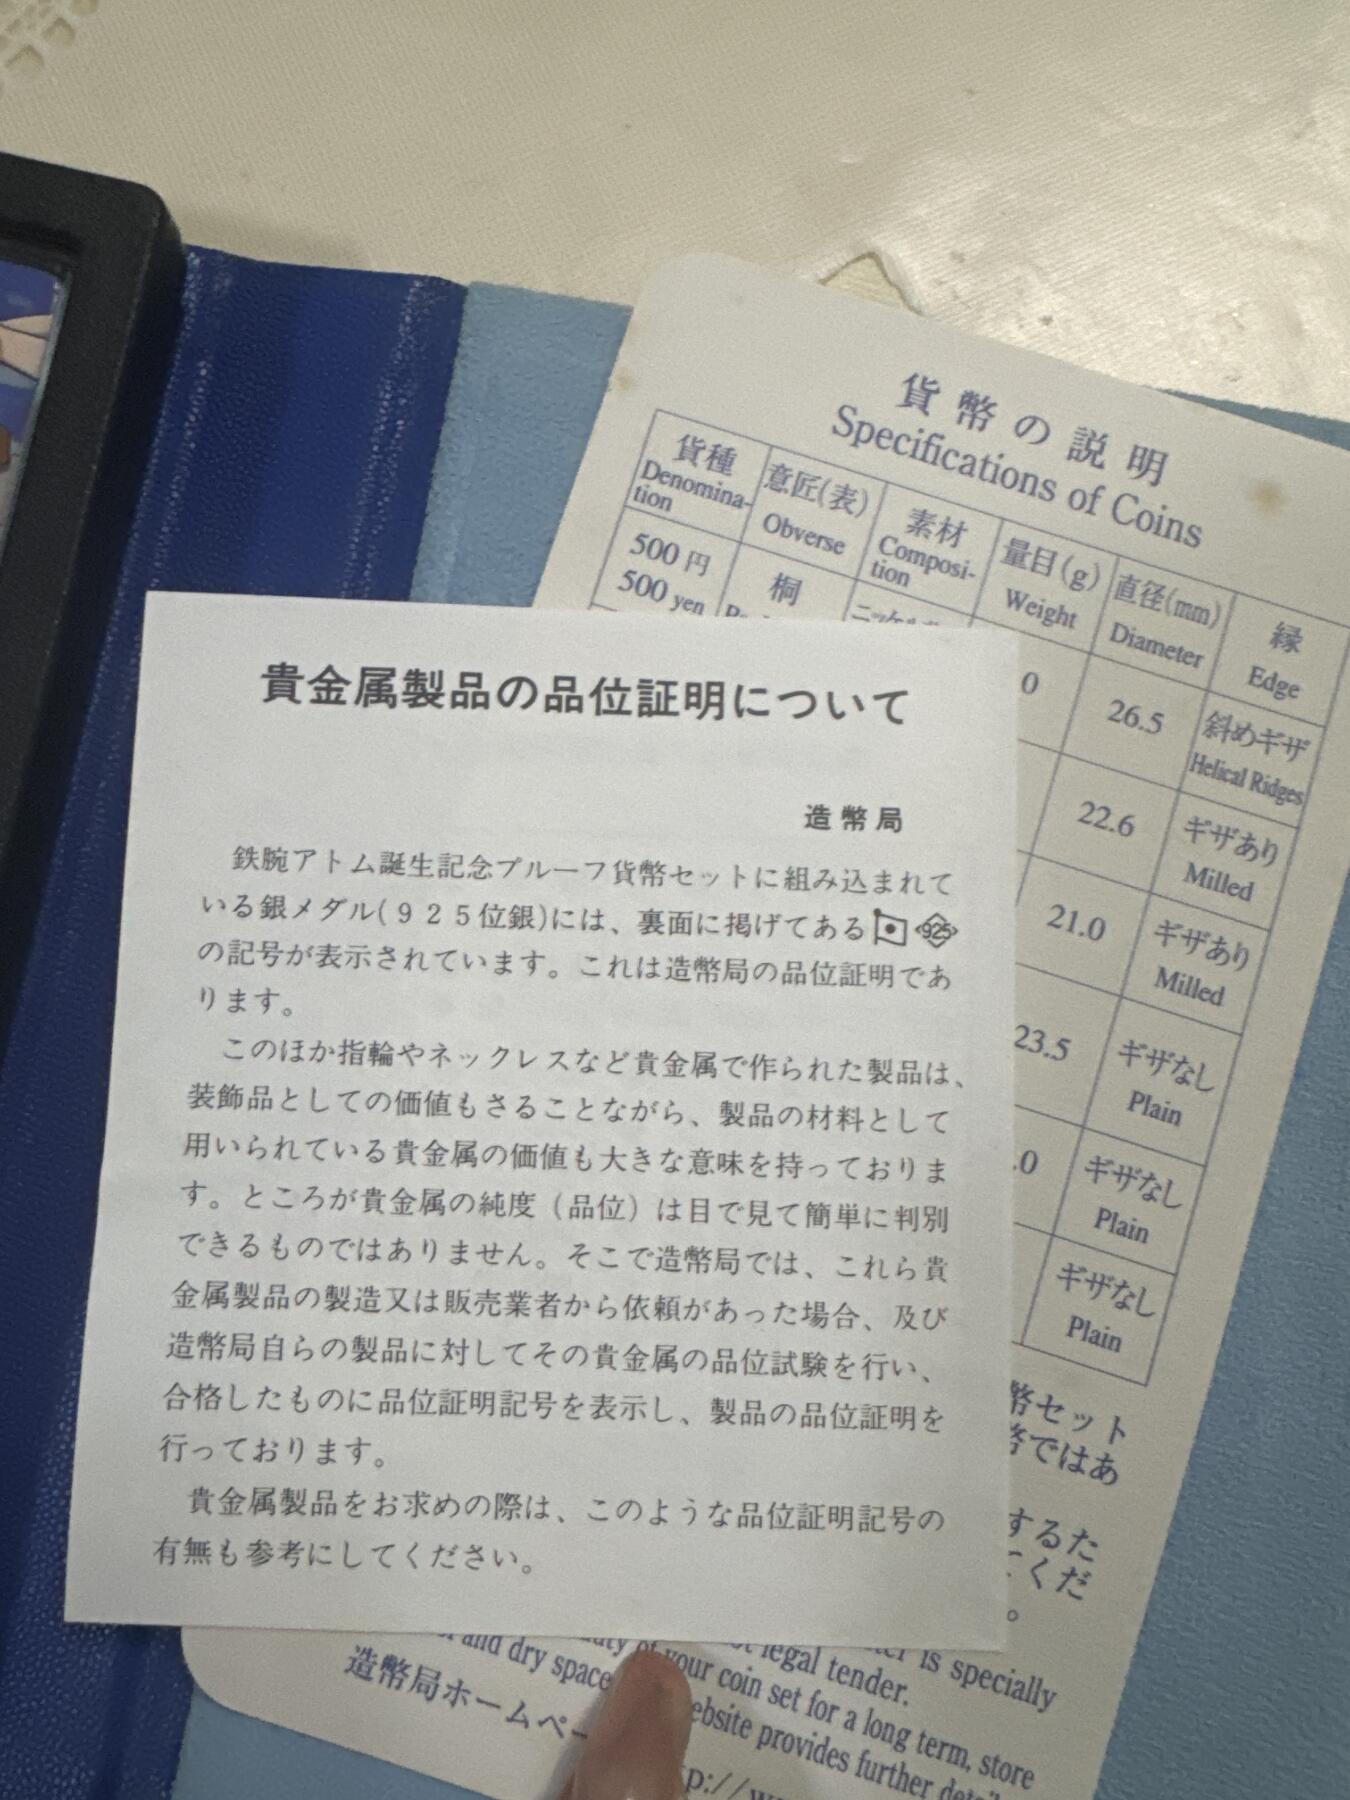 貨幣の説明
Specifications of Coins
貨種
Denomina-
tion
意匠(表)
Obverse
素材
Composi-
tion
量目(g)
Weight
直径(mm)
Diameter
縁
Edge
500 円
500 yen
桐
0
26.5
斜めギザ
Helical Ridges
22.6
ギザあり
Milled
21.0
ギザあり
Milled
23.5
ギザなし
Plain
.0
ギザなし
Plain
ギザなし
Plain
幣セット
ではあ
するた
くだ
。
is specially
legal tender.
of your coin set for a long term, store
and dry space
ebsite provides further
造幣局ホームペー
p://w
貴金属製品の品位証明について
造幣局
鉄腕アトム誕生記念プルーフ貨幣セットに組み込まれて
いる銀メダル(925位銀)には、裏面に掲げてある 925
の記号が表示されています。これは造幣局の品位証明であ
ります。
このほか指輪やネックレスなど貴金属で作られた製品は、
装飾品としての価値もさることながら、製品の材料として
用いられている貴金属の価値も大きな意味を持っておりま
す。ところが貴金属の純度（品位）は目で見て簡単に判別
できるものではありません。そこで造幣局では、これら貴
金属製品の製造又は販売業者から依頼があった場合、及び
造幣局自らの製品に対してその貴金属の品位試験を行い、
合格したものに品位証明記号を表示し、製品の品位証明を
行っております。
貴金属製品をお求めの際は、このような品位証明記号の
有無も参考にしてください。